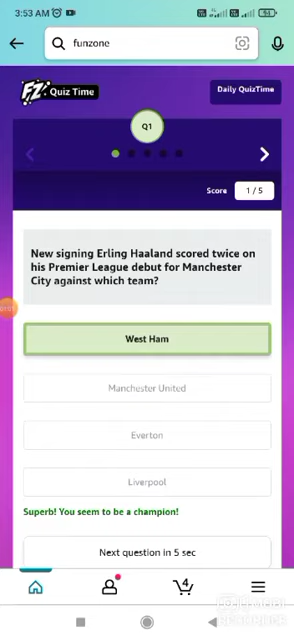 3:53 AM
funzone
FZ Quiz Time
Daily QuizTime
Q1
Score 1 / 5
New signing Erling Haaland scored twice on
his Premier League debut for Manchester
City against which team?
West Ham
Manchester United
Everton
Liverpool
Superb! You seem to be a champion!
Next question in 5 sec
4